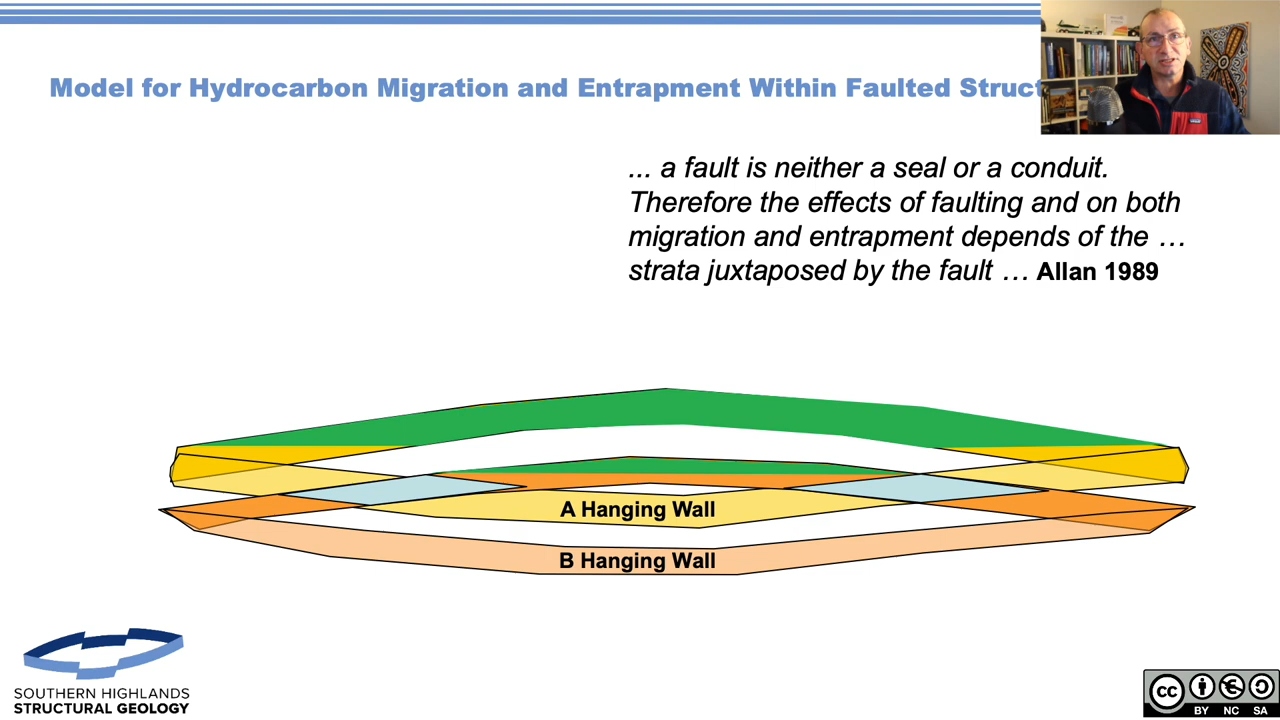 Model for Hydrocarbon Migration and Entrapment Within Faulted Struct
... a fault is neither a seal or a conduit.
Therefore the effects of faulting and on both
migration and entrapment depends of the …
strata juxtaposed by the fault … Allan 1989
A Hanging Wall
B Hanging Wall
SOUTHERN HIGHLANDS
STRUCTURAL GEOLOGY
cc
BY NC SA